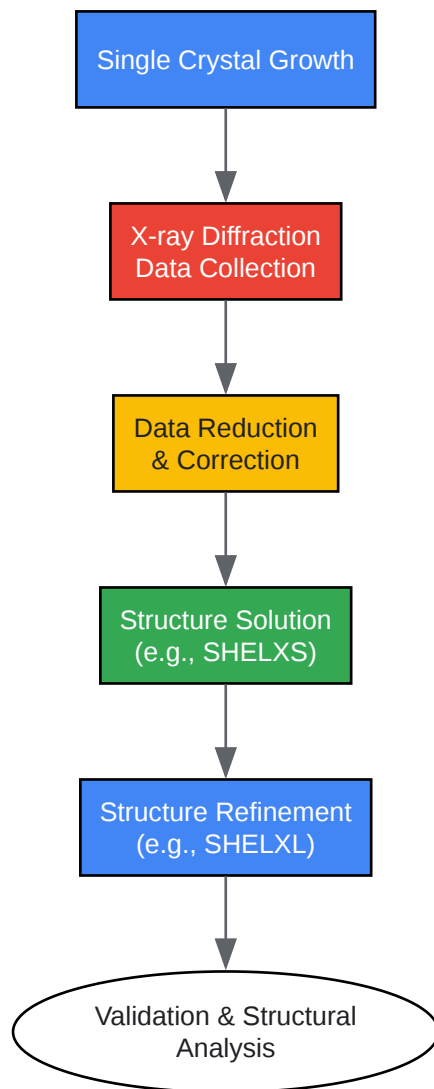 Single Crystal Growth
X-ray Diffraction
Data Collection
Data Reduction
& Correction
Structure Solution
(e.g., SHELXS)
Structure Refinement
(e.g., SHELXL)
Validation & Structural
Analysis